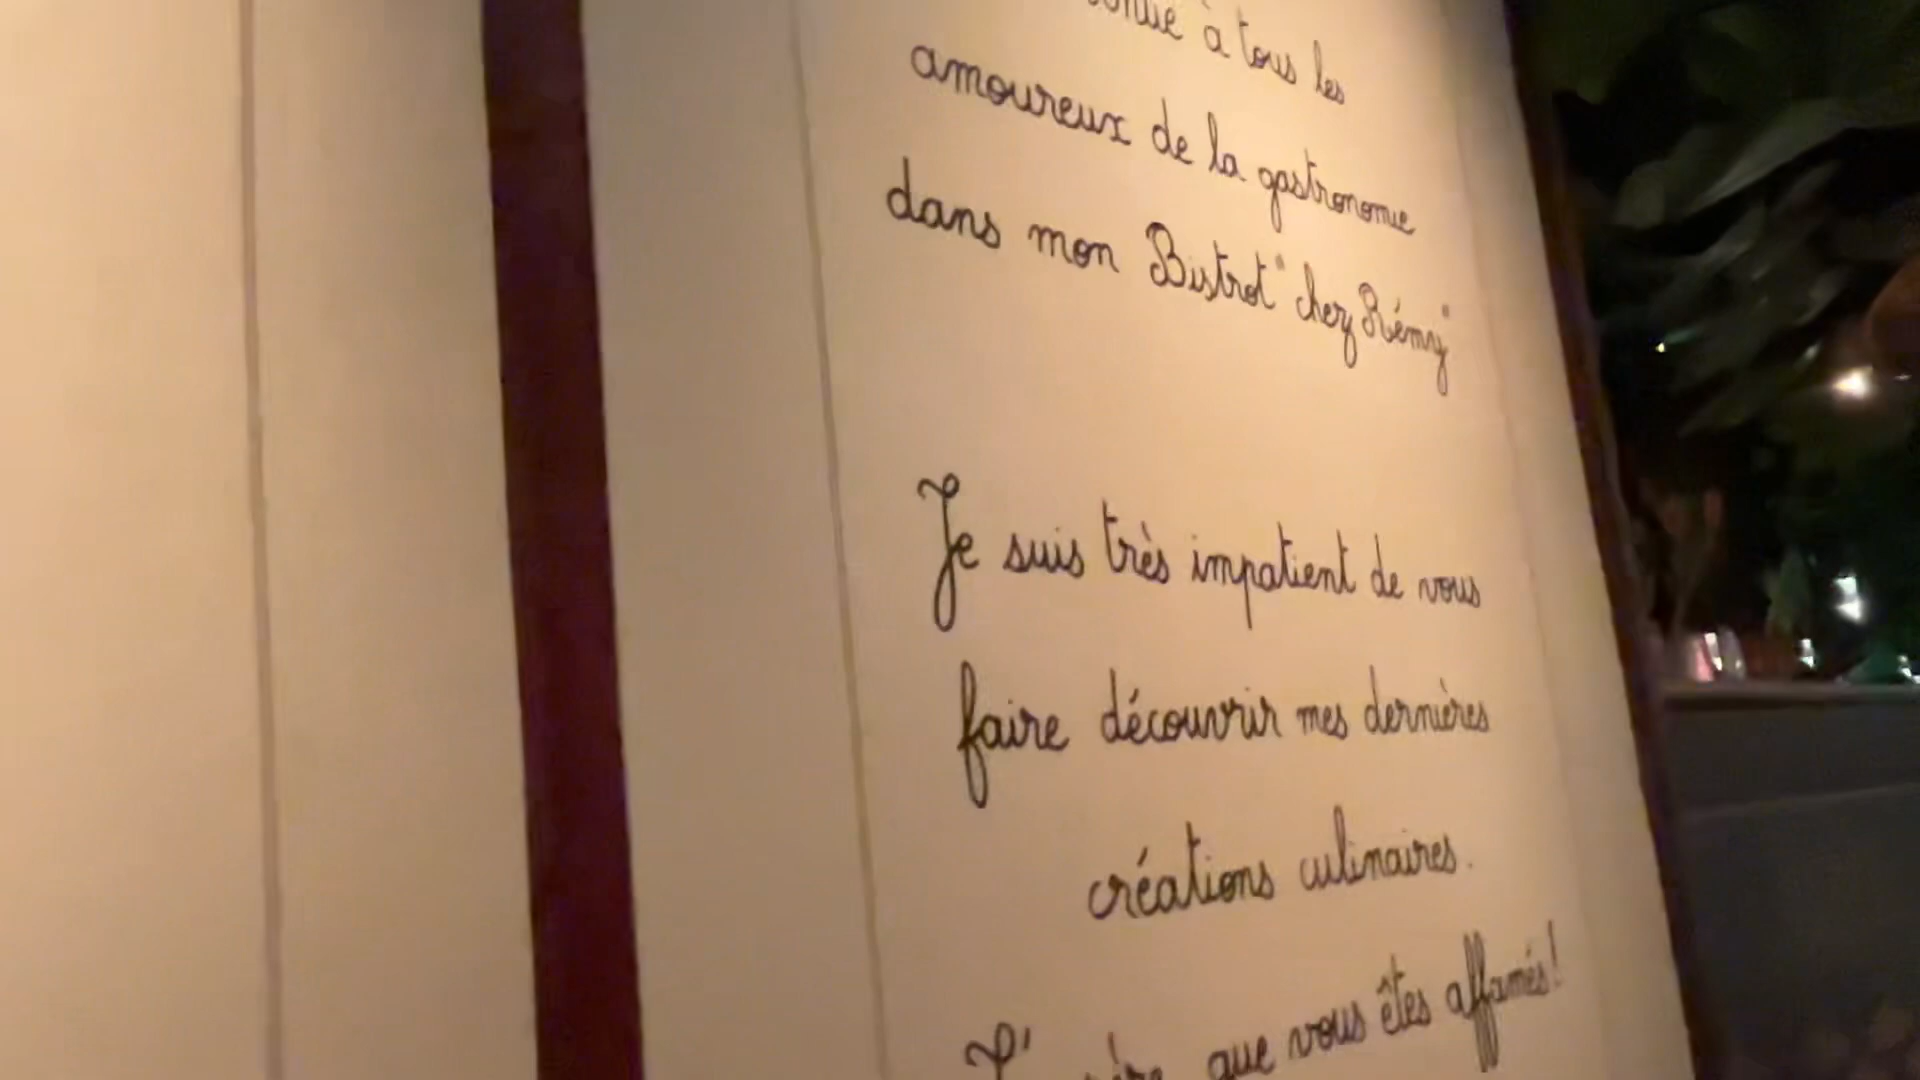 à tous les
amoureux de la gastronomie
dans mon Bistrot "chez Rémy"
Je suis très impatient de vous
faire découvrir mes dernières
créations culinaires.
que vous êtes affamés!